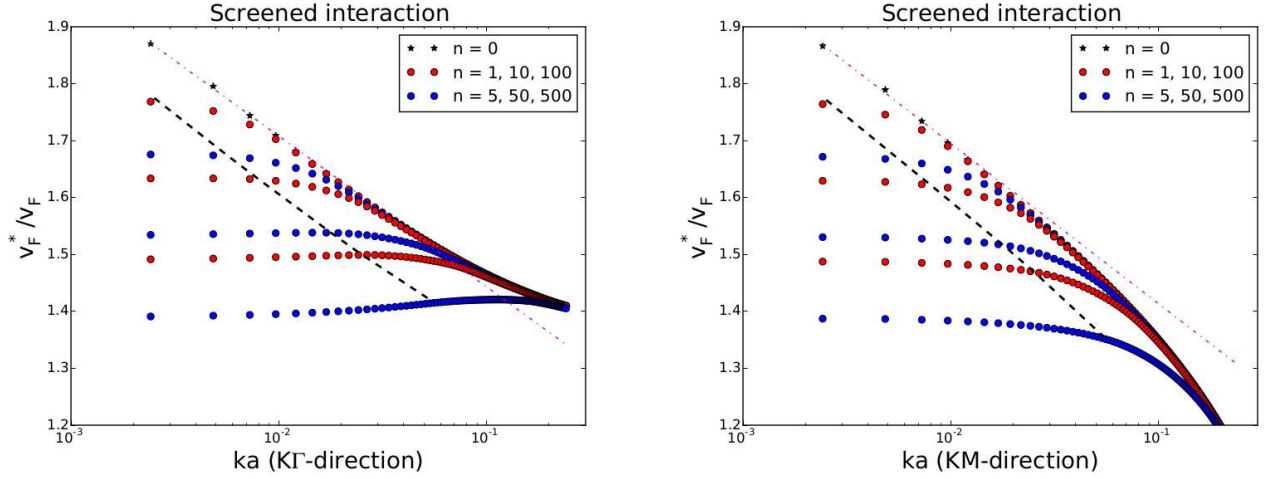 Screened interaction
1.9
1.8
1.7
1.6
1.5
1.4
1.3
1.2
v*F /vF
10^-3
10^-2
10^-1
ka (KΓ-direction)
n = 0
n = 1, 10, 100
n = 5, 50, 500
Screened interaction
1.9
1.8
1.7
1.6
1.5
1.4
1.3
1.2
v*F /vF
10^-3
10^-2
10^-1
ka (KM-direction)
n = 0
n = 1, 10, 100
n = 5, 50, 500